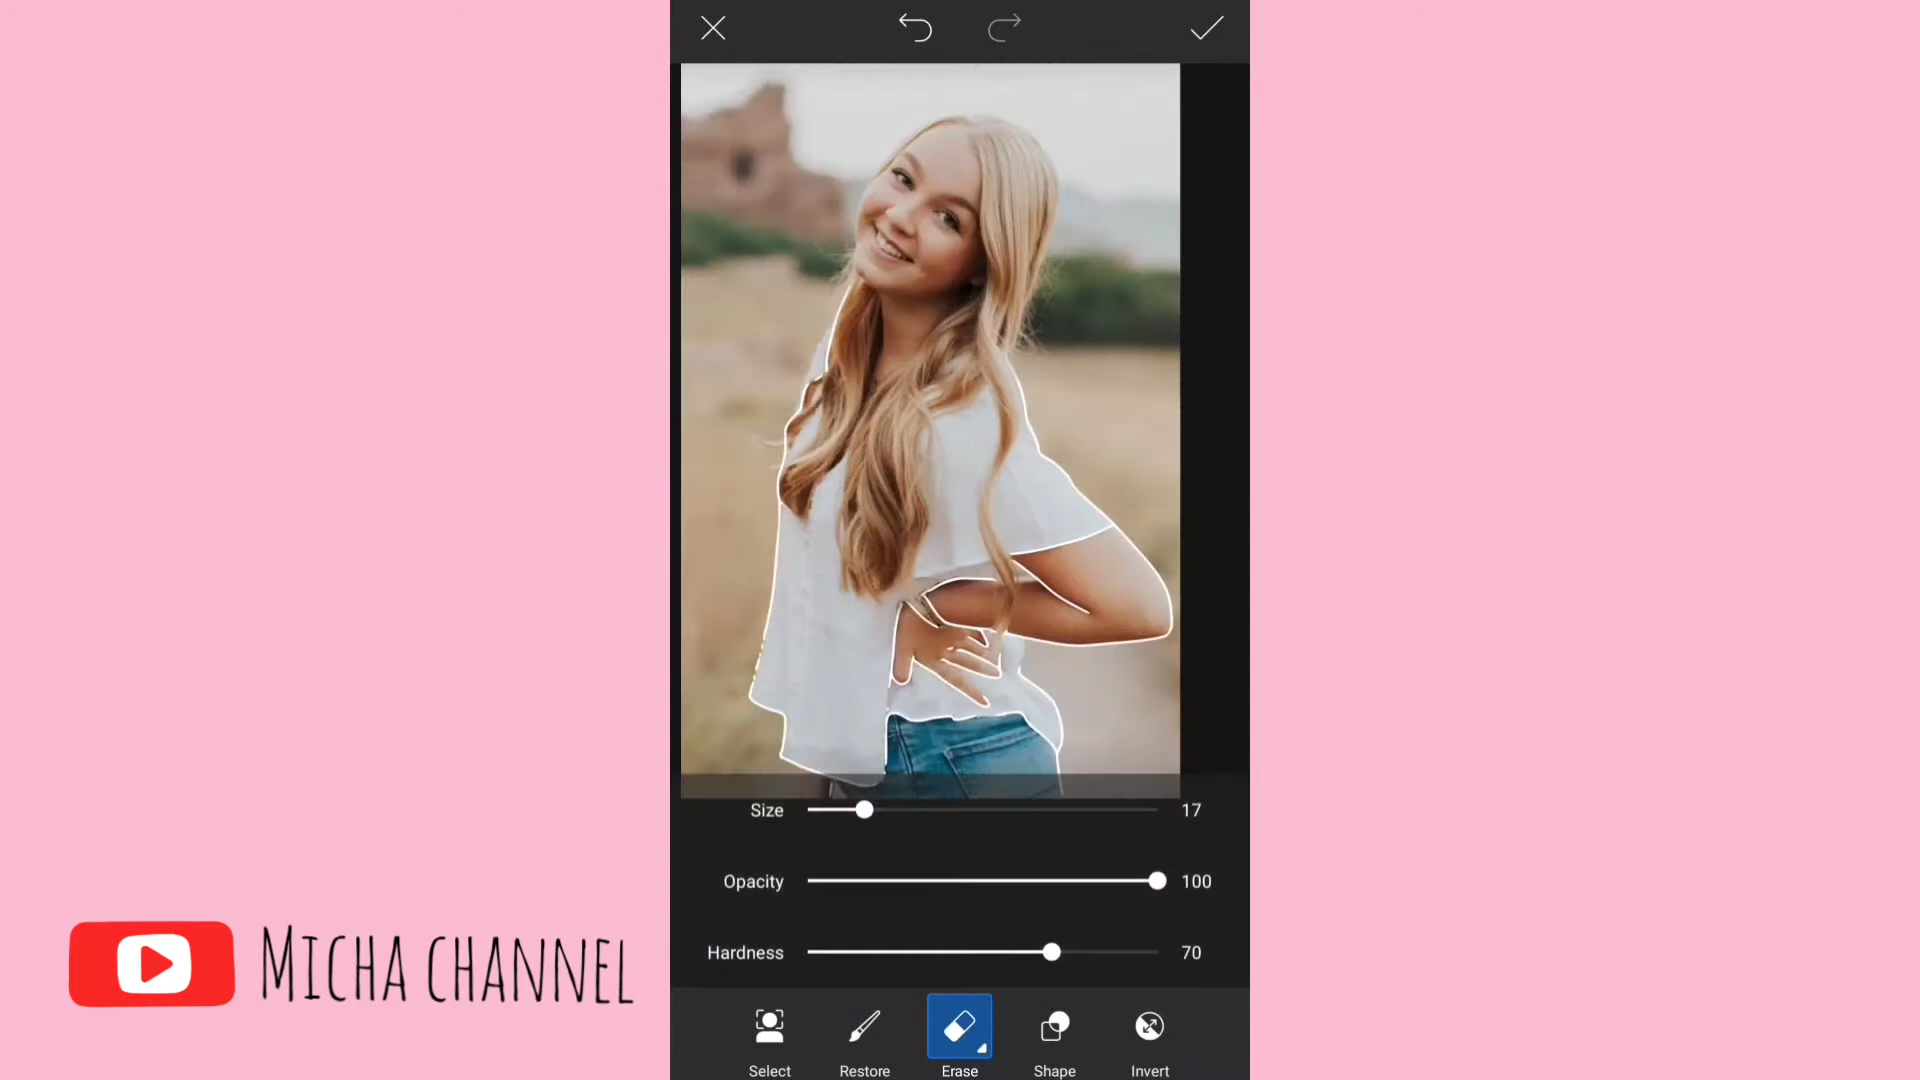 Size 17
Opacity 100
Hardness 70
MICHA CHANNEL
Select Restore Erase Shape Invert